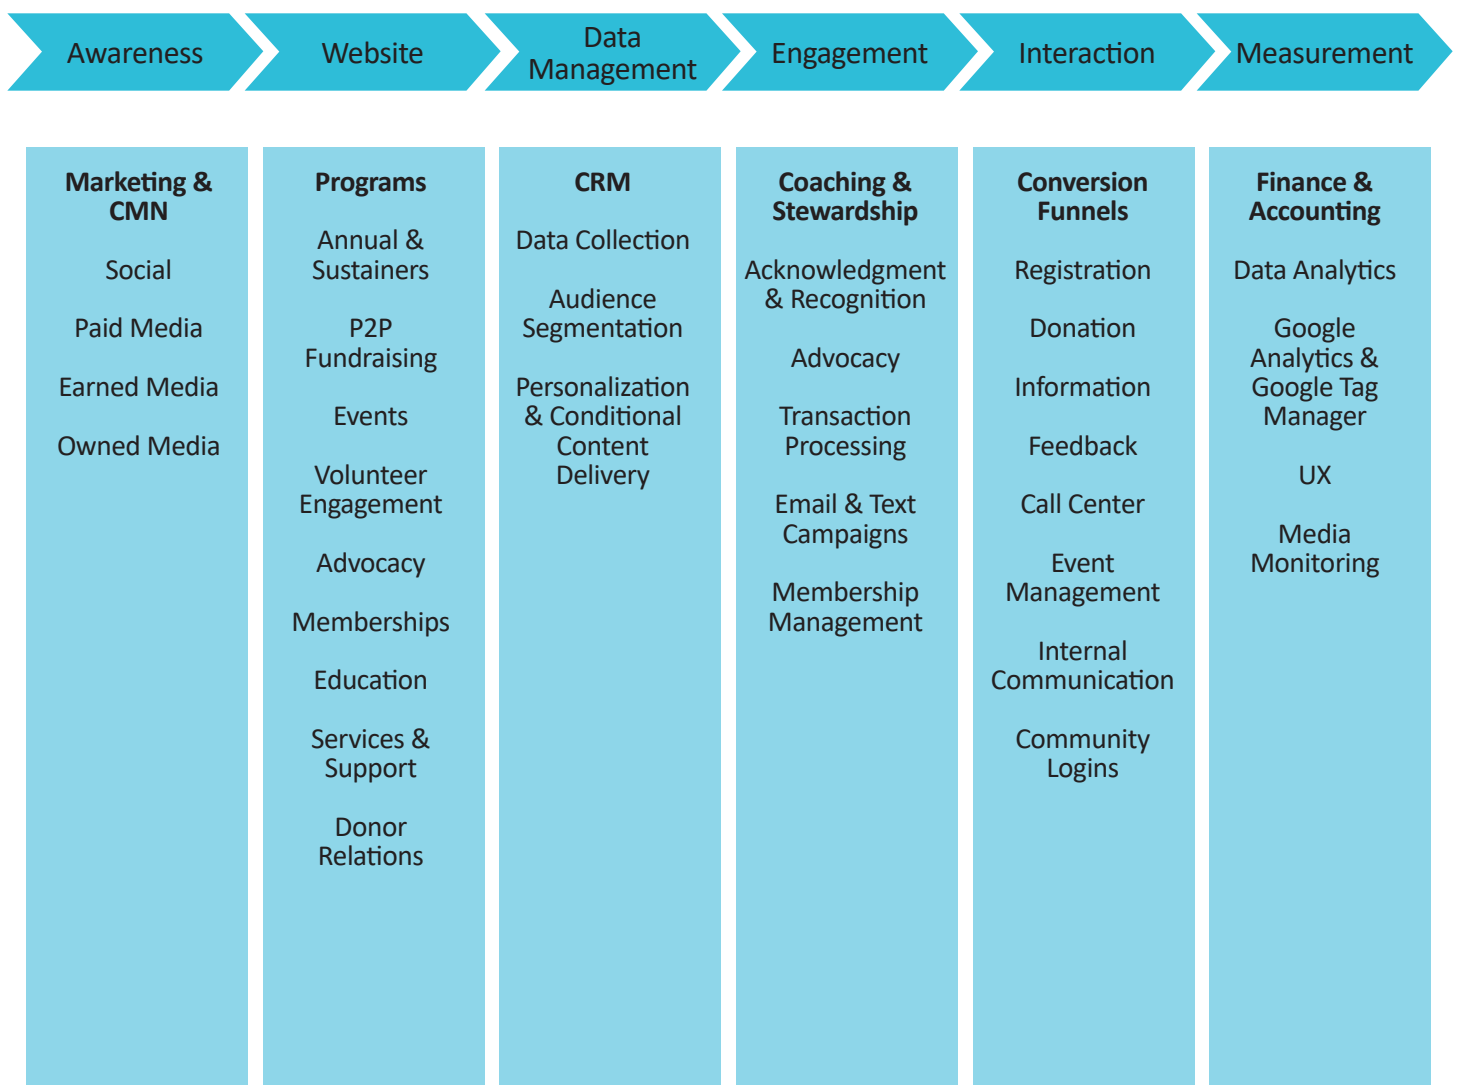 Awareness
Website
Data
Management
Engagement
Interaction
Measurement
Marketing &
CMN
Social
Paid Media
Earned Media
Owned Media
Programs
Annual &
Sustainers
P2P
Fundraising
Events
Volunteer
Engagement
Advocacy
Memberships
Education
Services &
Support
Donor
Relations
CRM
Data Collection
Audience
Segmentation
Personalization
& Conditional
Content
Delivery
Coaching &
Stewardship
Acknowledgment
& Recognition
Advocacy
Transaction
Processing
Email & Text
Campaigns
Membership
Management
Conversion
Funnels
Registration
Donation
Information
Feedback
Call Center
Event
Management
Internal
Communication
Community
Logins
Finance &
Accounting
Data Analytics
Google
Analytics &
Google Tag
Manager
UX
Media
Monitoring